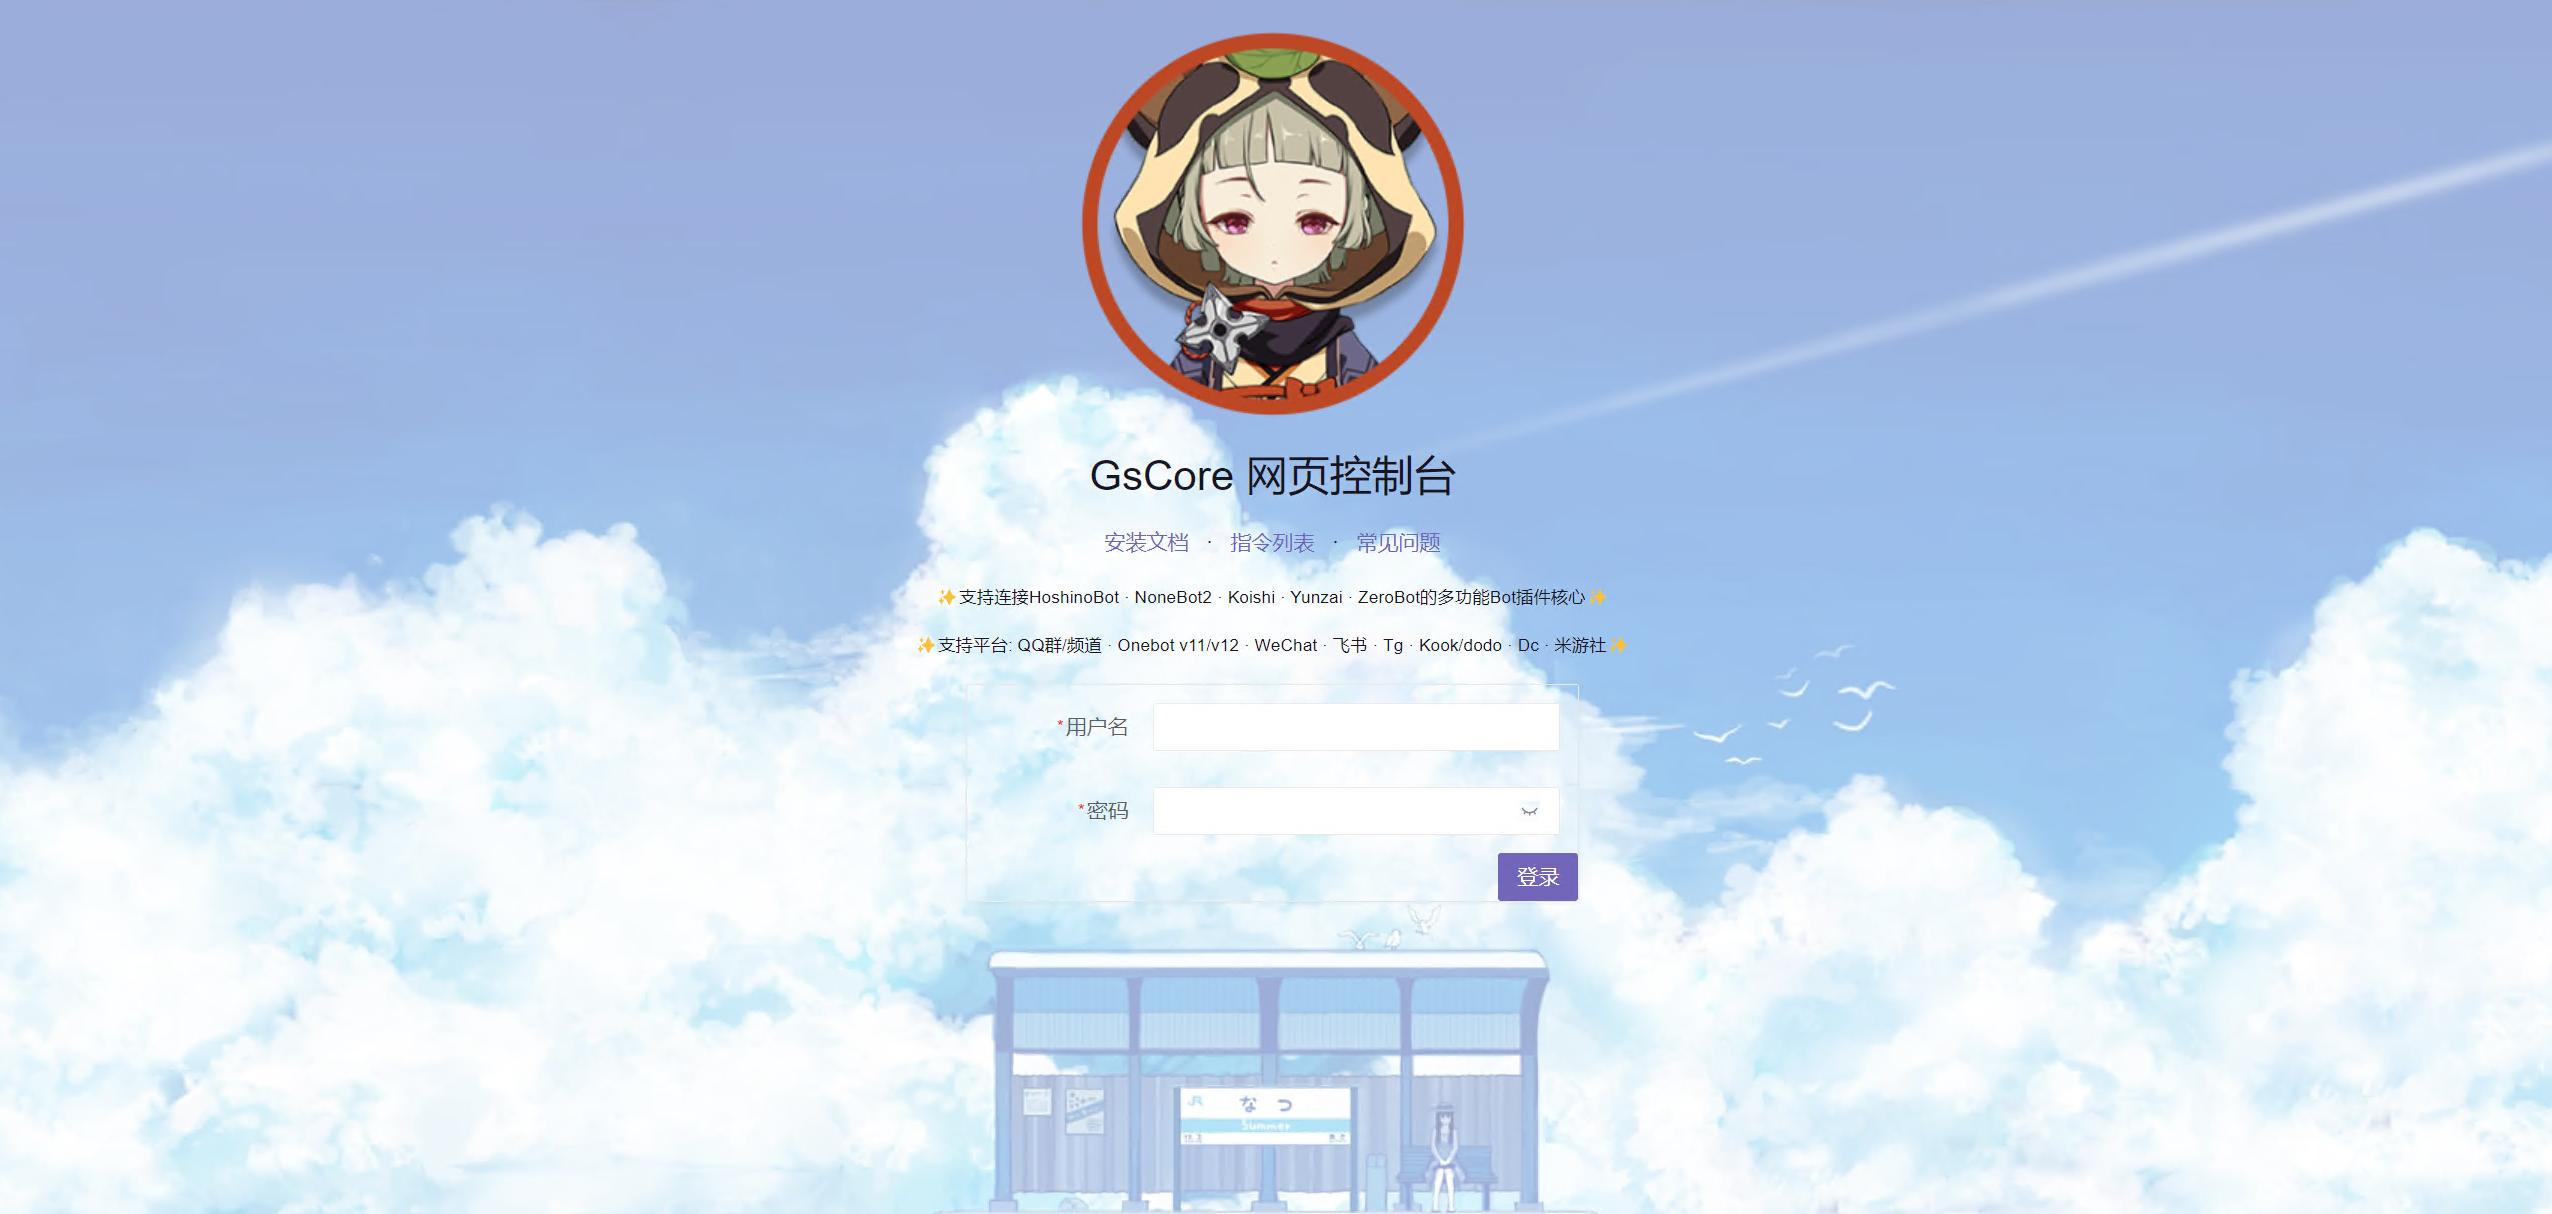 GsCore 网页控制台
安装文档 · 指令列表 · 常见问题
✨支持连接HoshinoBot · NoneBot2 · Koishi · Yunzai · ZeroBot的多功能Bot插件核心✨
✨支持平台: QQ群/频道 · Onebot v11/v12 · WeChat · 飞书 · Tg · Kook/dodo · Dc · 米游社✨
*用户名
*密码
登录
JR なつ
Summer